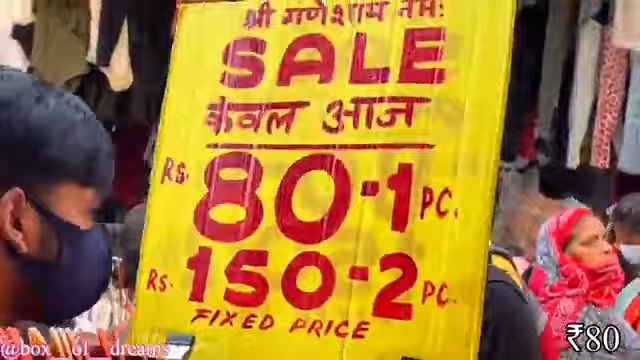 श्री गणेशाय नमः
SALE
केवल आज
Rs. 80-1 PC.
Rs. 150-2 PC.
FIXED PRICE
@box_of_dreams
₹80